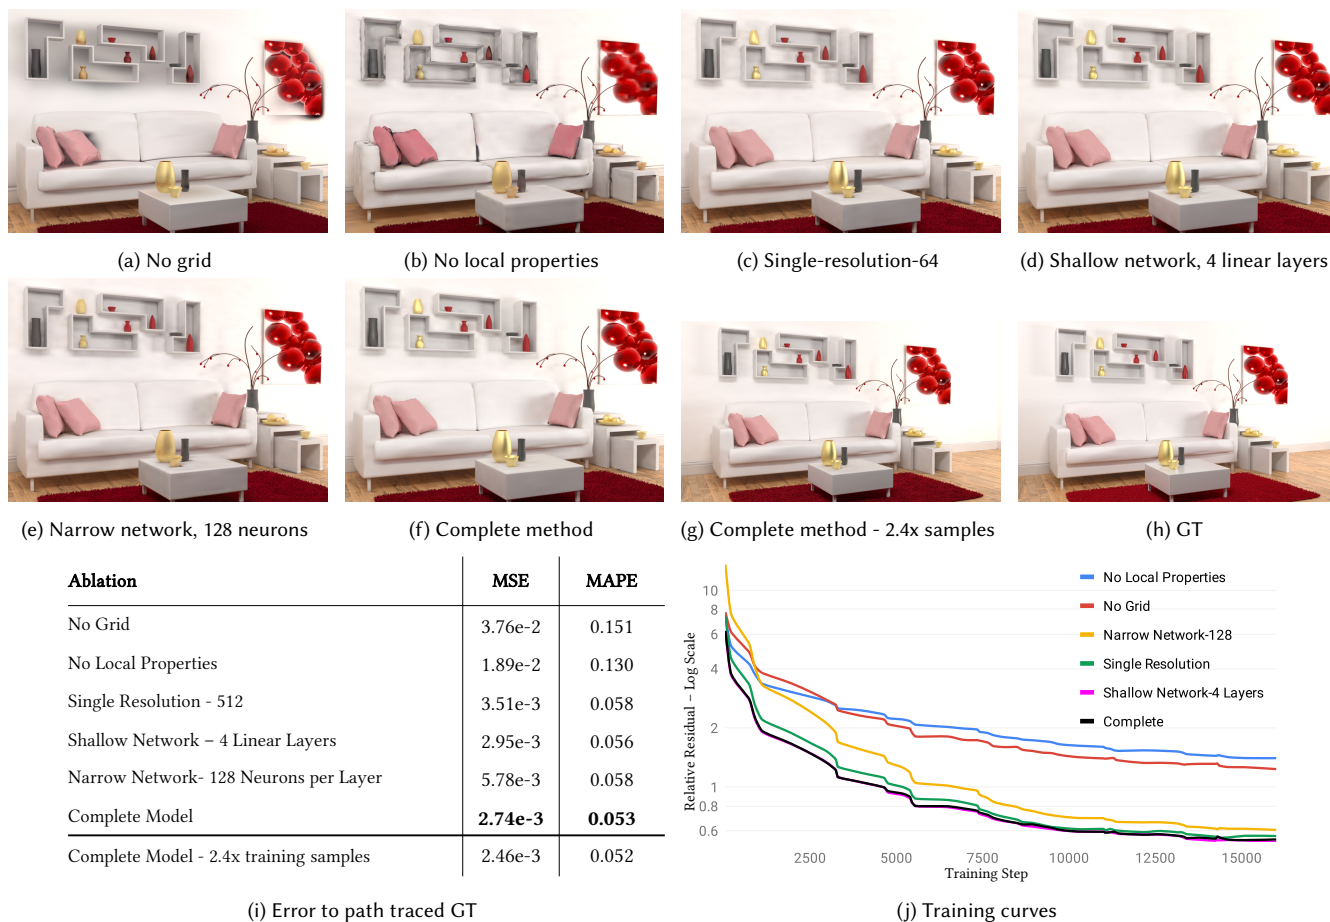 (a) No grid
(b) No local properties
(c) Single-resolution-64
(d) Shallow network, 4 linear layers
(e) Narrow network, 128 neurons
(f) Complete method
(g) Complete method - 2.4x samples
(h) GT
Ablation MSE MAPE
No Grid 3.76e-2 0.151
No Local Properties 1.89e-2 0.130
Single Resolution - 512 3.51e-3 0.058
Shallow Network – 4 Linear Layers 2.95e-3 0.056
Narrow Network- 128 Neurons per Layer 5.78e-3 0.058
Complete Model 2.74e-3 0.053
Complete Model - 2.4x training samples 2.46e-3 0.052
(i) Error to path traced GT
Relative Residual – Log Scale
10
8
6
4
2
1
0.8
0.6
No Local Properties
No Grid
Narrow Network-128
Single Resolution
Shallow Network-4 Layers
Complete
2500 5000 7500 10000 12500 15000
Training Step
(j) Training curves